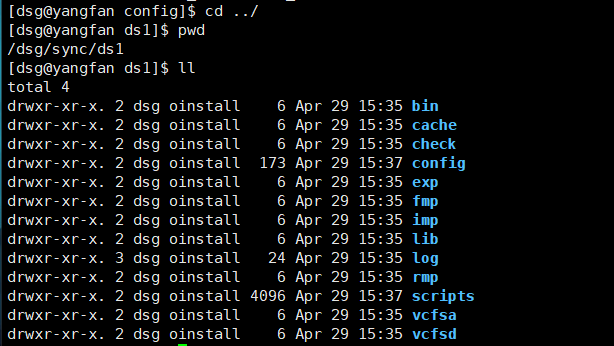 [dsg@yangfan config]$ cd ../
[dsg@yangfan ds1]$ pwd
/dsg/sync/ds1
[dsg@yangfan ds1]$ ll
total 4
drwxr-xr-x. 2 dsg oinstall    6 Apr 29 15:35 bin
drwxr-xr-x. 2 dsg oinstall    6 Apr 29 15:35 cache
drwxr-xr-x. 2 dsg oinstall    6 Apr 29 15:35 check
drwxr-xr-x. 2 dsg oinstall  173 Apr 29 15:37 config
drwxr-xr-x. 2 dsg oinstall    6 Apr 29 15:35 exp
drwxr-xr-x. 2 dsg oinstall    6 Apr 29 15:35 fmp
drwxr-xr-x. 2 dsg oinstall    6 Apr 29 15:35 imp
drwxr-xr-x. 2 dsg oinstall    6 Apr 29 15:35 lib
drwxr-xr-x. 3 dsg oinstall   24 Apr 29 15:35 log
drwxr-xr-x. 2 dsg oinstall    6 Apr 29 15:35 rmp
drwxr-xr-x. 2 dsg oinstall 4096 Apr 29 15:37 scripts
drwxr-xr-x. 2 dsg oinstall    6 Apr 29 15:35 vcfsa
drwxr-xr-x. 2 dsg oinstall    6 Apr 29 15:35 vcfsd